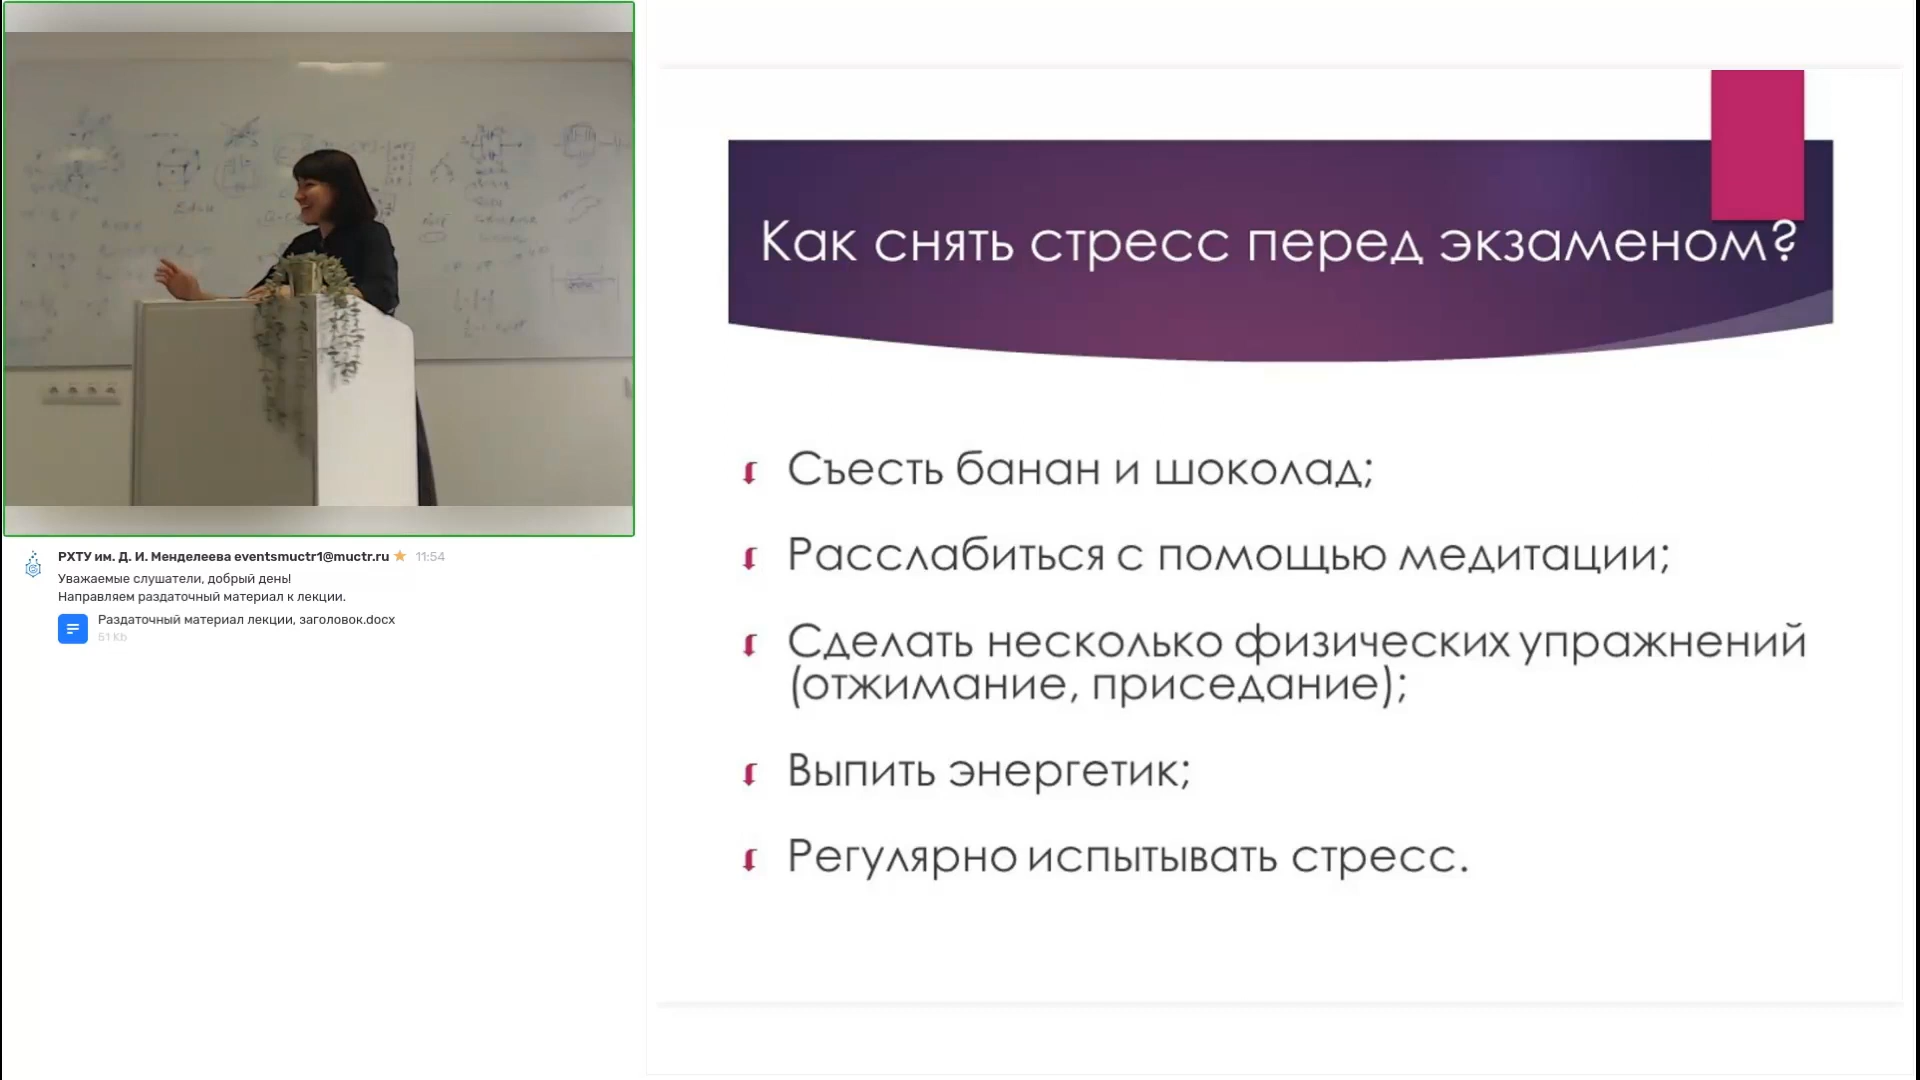 РХТУ им. Д. И. Менделеева eventsmuctr1@muctr.ru 11:54
Уважаемые слушатели, добрый день!
Направляем раздаточный материал к лекции.
Раздаточный материал лекции, заголовок.docx
51 Kb
Как снять стресс перед экзаменом?
Съесть банан и шоколад;
Расслабиться с помощью медитации;
Сделать несколько физических упражнений
(отжимание, приседание);
Выпить энергетик;
Регулярно испытывать стресс.